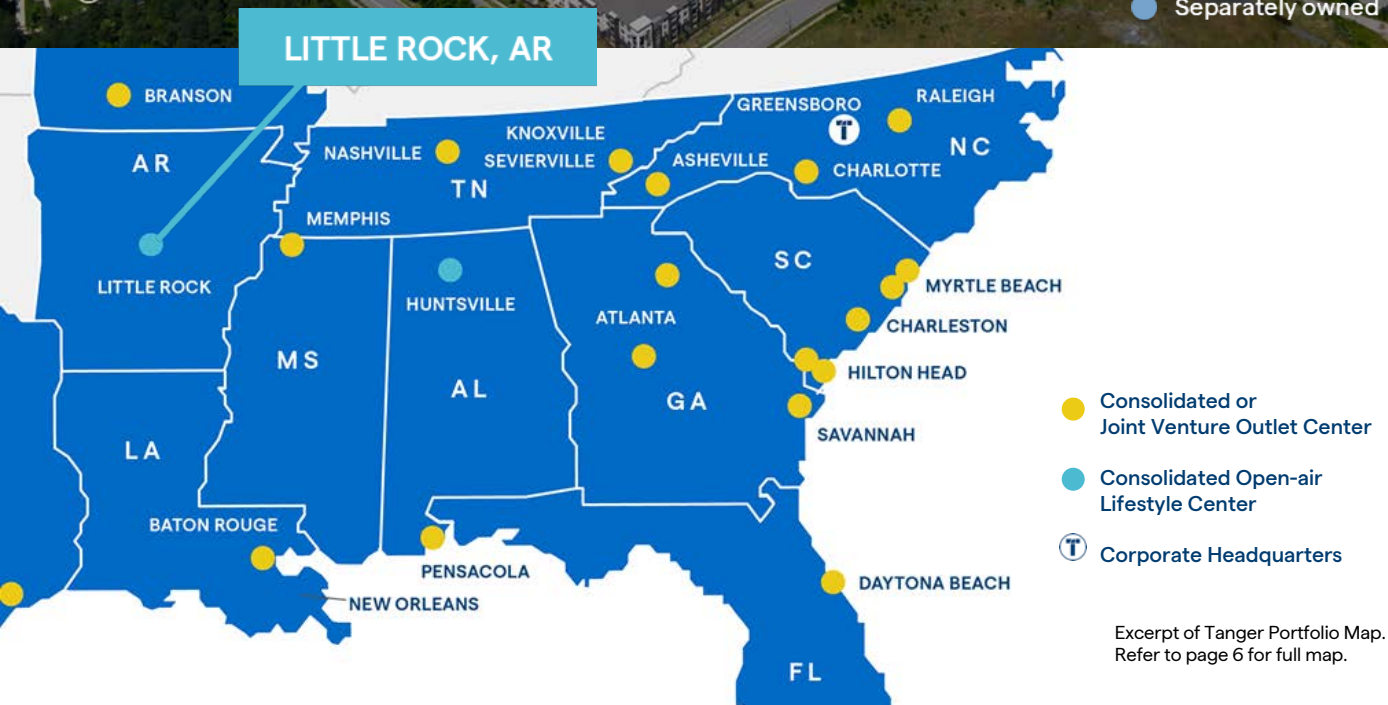 Separately owned
LITTLE ROCK, AR
BRANSON
AR
NASHVILLE
KNOXVILLE
SEVIERVILLE
TN
GREENSBORO
T
RALEIGH
NC
ASHEVILLE
CHARLOTTE
MEMPHIS
LITTLE ROCK
HUNTSVILLE
SC
MYRTLE BEACH
ATLANTA
CHARLESTON
MS
AL
GA
HILTON HEAD
SAVANNAH
LA
BATON ROUGE
PENSACOLA
NEW ORLEANS
DAYTONA BEACH
FL
Consolidated or
Joint Venture Outlet Center
Consolidated Open-air
Lifestyle Center
T
Corporate Headquarters
Excerpt of Tanger Portfolio Map.
Refer to page 6 for full map.